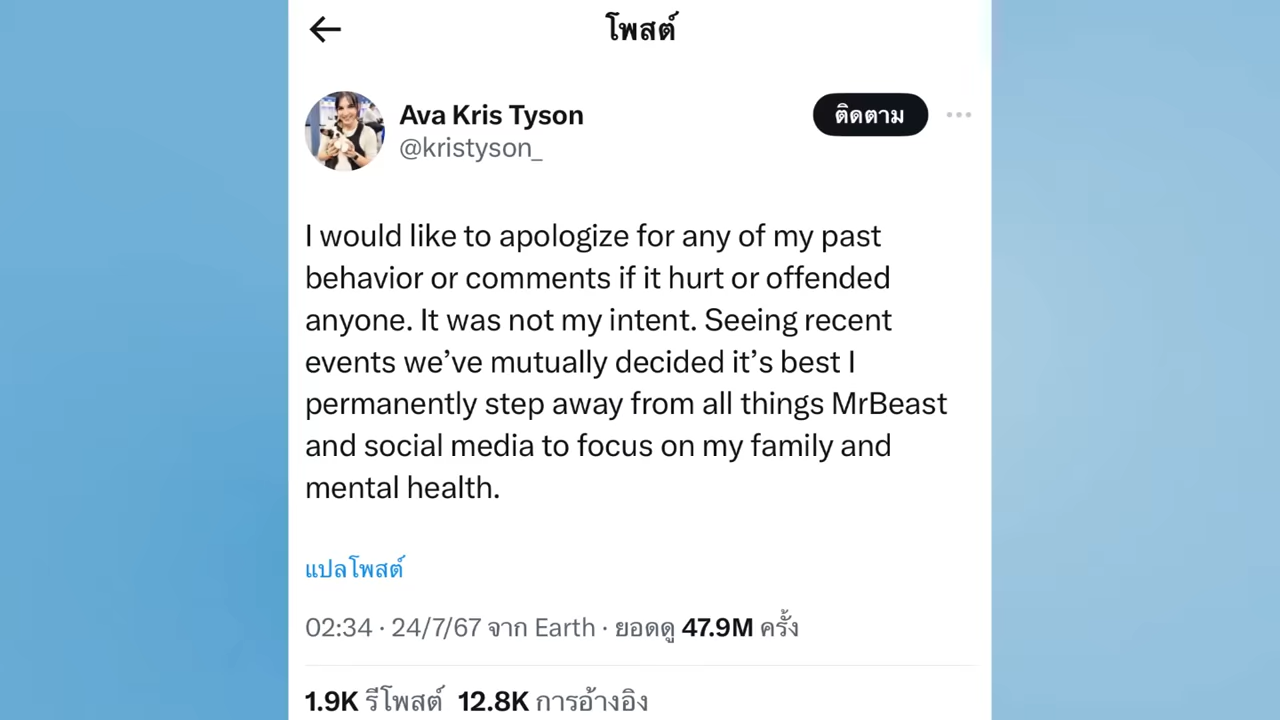 โพสต์
Ava Kris Tyson
ติดตาม
@kristyson_
I would like to apologize for any of my past
behavior or comments if it hurt or offended
anyone. It was not my intent. Seeing recent
events we’ve mutually decided it’s best I
permanently step away from all things MrBeast
and social media to focus on my family and
mental health.
แปลโพสต์
02:34 · 24/7/67 จาก Earth · ยอดดู 47.9M ครั้ง
1.9K รีโพสต์ 12.8K การอ้างอิง